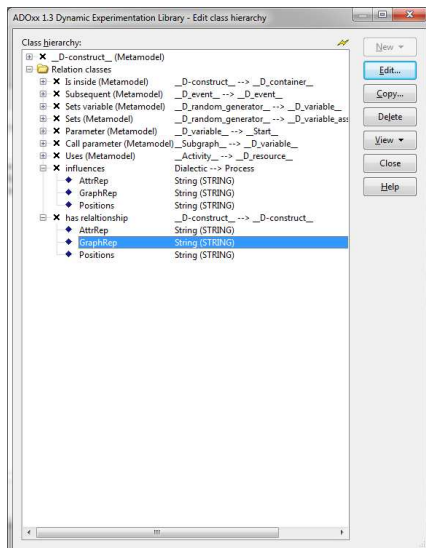 ADOxx 1.3 Dynamic Experimentation Library - Edit class hierarchy
Class hierarchy:
__D-construct__ (Metamodel)
Relation classes
Is inside (Metamodel) __D-construct__ --> __D_container__
Subsequent (Metamodel) __D_event__ --> __D_event__
Sets variable (Metamodel) __D_random_generator__ --> __D_variable__
Sets (Metamodel) __D_random_generator__ --> __D_variable_ass
Parameter (Metamodel) __D_variable__ --> __Start__
Call parameter (Metamodel) __Subgraph__ --> __D_variable__
Uses (Metamodel) __Activity__ --> __D_resource__
influences Dialectic --> Process
AttrRep String (STRING)
GraphRep String (STRING)
Positions String (STRING)
has relaltionship __D-construct__ --> __D-construct__
AttrRep String (STRING)
GraphRep String (STRING)
Positions String (STRING)
New
Edit...
Copy...
Delete
View
Close
Help